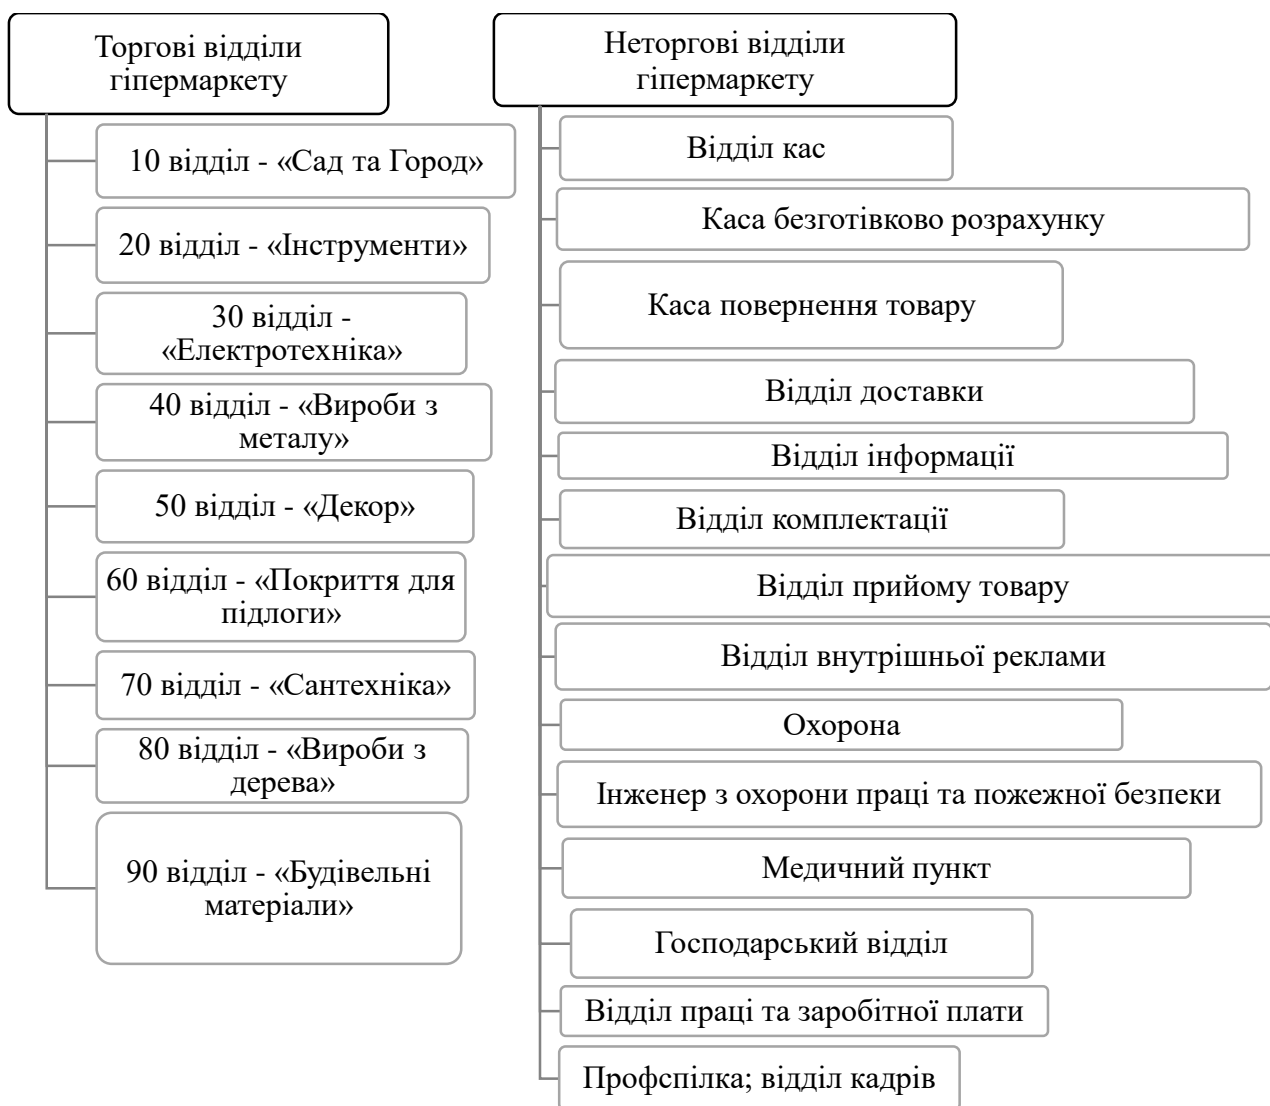 Торгові відділи
гіпермаркету
10 відділ - «Сад та Город»
20 відділ - «Інструменти»
30 відділ -
«Електротехніка»
40 відділ - «Вироби з
металу»
50 відділ - «Декор»
60 відділ - «Покриття для
підлоги»
70 відділ - «Сантехніка»
80 відділ - «Вироби з
дерева»
90 відділ - «Будівельні
матеріали»
Неторгові відділи
гіпермаркету
Відділ кас
Каса безготівково розрахунку
Каса повернення товару
Відділ доставки
Відділ інформації
Відділ комплектації
Відділ прийому товару
Відділ внутрішньої реклами
Охорона
Інженер з охорони праці та пожежної безпеки
Медичний пункт
Господарський відділ
Відділ праці та заробітної плати
Профспілка; відділ кадрів